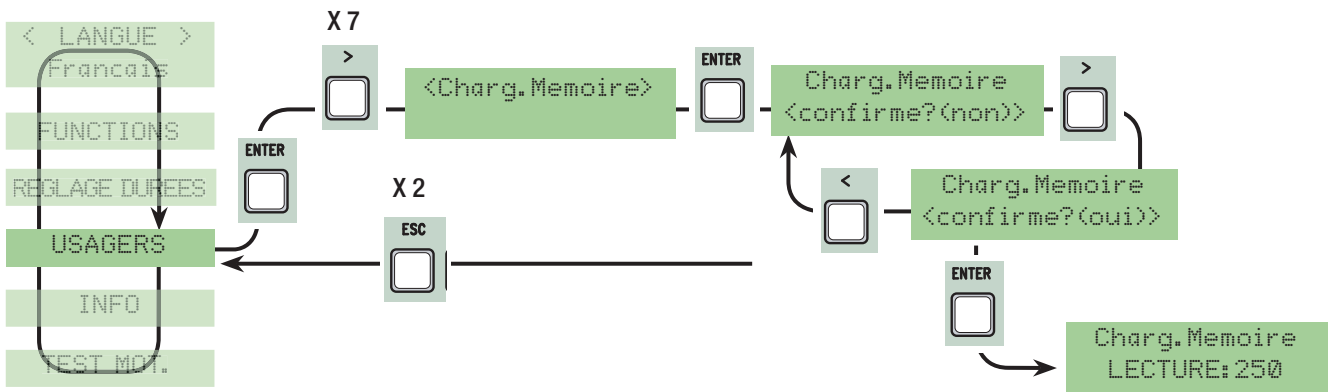 < LANGUE >
Francais
FUNCTIONS
REGLAGE DUREES
USAGERS
INFO
TEST MOT.
ENTER
X 7
>
<Charg.Memoire>
ENTER
Charg.Memoire
<confirme?(non)>
>
<
Charg.Memoire
<confirme?(oui)>
X 2
ESC
ENTER
Charg.Memoire
LECTURE:250